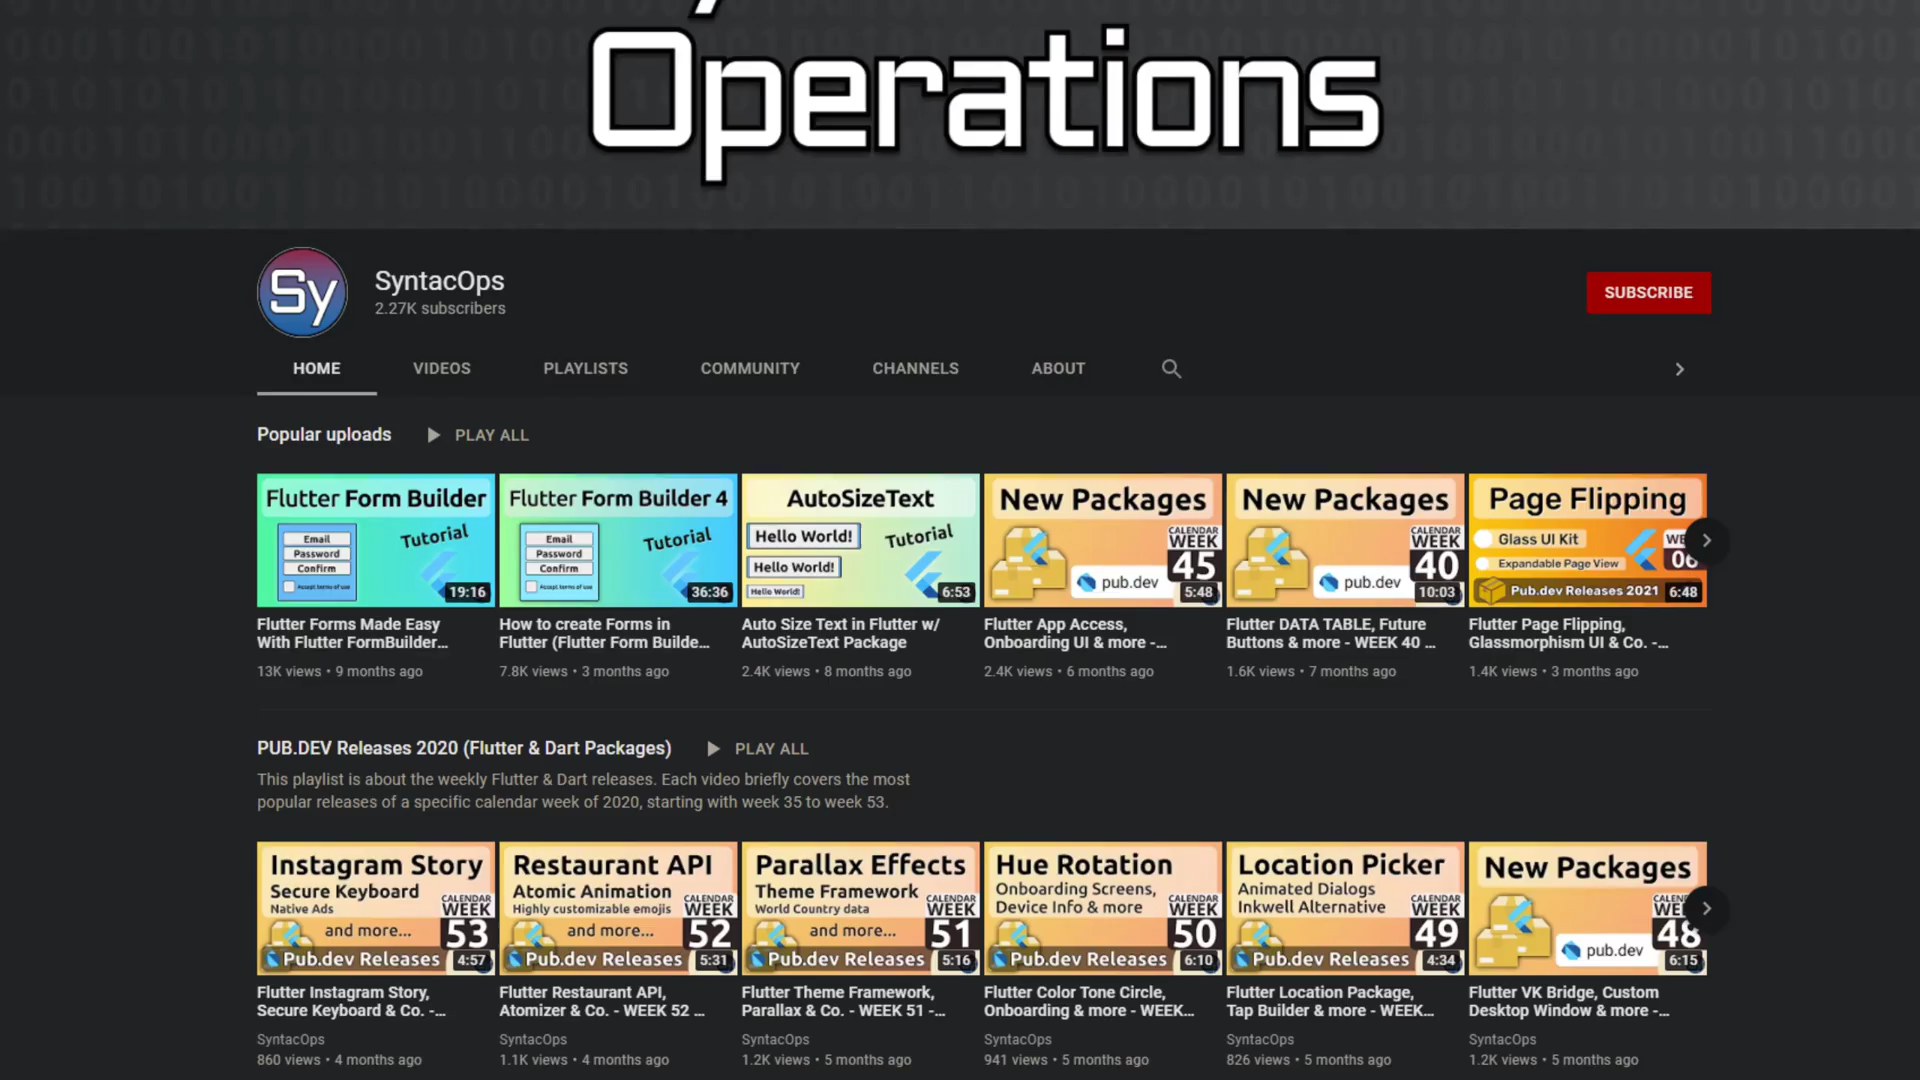 Operations
Sy
SyntacOps
2.27K subscribers
SUBSCRIBE
HOME
VIDEOS
PLAYLISTS
COMMUNITY
CHANNELS
ABOUT
Popular uploads
PLAY ALL
Flutter Form Builder
Email
Password
Confirm
Accept terms of use
Tutorial
19:16
Flutter Form Builder 4
Email
Password
Confirm
Accept terms of use
Tutorial
36:36
AutoSizeText
Hello World!
Hello World!
Hello World!
Tutorial
6:53
New Packages
CALENDAR
WEEK
45
pub.dev
5:48
New Packages
CALENDAR
WEEK
40
pub.dev
10:03
Page Flipping
Glass UI Kit
Expandable Page View
WE
06
Pub.dev Releases 2021
6:48
Flutter Forms Made Easy
With Flutter FormBuilder...
13K views • 9 months ago
How to create Forms in
Flutter (Flutter Form Builde...
7.8K views • 3 months ago
Auto Size Text in Flutter w/
AutoSizeText Package
2.4K views • 8 months ago
Flutter App Access,
Onboarding UI & more -...
2.4K views • 6 months ago
Flutter DATA TABLE, Future
Buttons & more - WEEK 40 ...
1.6K views • 7 months ago
Flutter Page Flipping,
Glassmorphism UI & Co. -...
1.4K views • 3 months ago
PUB.DEV Releases 2020 (Flutter & Dart Packages)
PLAY ALL
This playlist is about the weekly Flutter & Dart releases. Each video briefly covers the most
popular releases of a specific calendar week of 2020, starting with week 35 to week 53.
Instagram Story
Secure Keyboard
Native Ads
and more...
CALENDAR
WEEK
53
Pub.dev Releases
4:57
Restaurant API
Atomic Animation
Highly customizable emojis
and more...
CALENDAR
WEEK
52
Pub.dev Releases
5:31
Parallax Effects
Theme Framework
World Country data
and more...
CALENDAR
WEEK
51
Pub.dev Releases
5:16
Hue Rotation
Onboarding Screens,
Device Info & more
CALENDAR
WEEK
50
Pub.dev Releases
6:10
Location Picker
Animated Dialogs
Inkwell Alternative
CALENDAR
WEEK
49
Pub.dev Releases
4:34
New Packages
48
pub.dev
6:15
Flutter Instagram Story,
Secure Keyboard & Co. -...
SyntacOps
860 views • 4 months ago
Flutter Restaurant API,
Atomizer & Co. - WEEK 52 ...
SyntacOps
1.1K views • 4 months ago
Flutter Theme Framework,
Parallax & Co. - WEEK 51 -...
SyntacOps
1.2K views • 5 months ago
Flutter Color Tone Circle,
Onboarding & more - WEEK...
SyntacOps
941 views • 5 months ago
Flutter Location Package,
Tap Builder & more - WEEK...
SyntacOps
826 views • 5 months ago
Flutter VK Bridge, Custom
Desktop Window & more -...
SyntacOps
1.2K views • 5 months ago